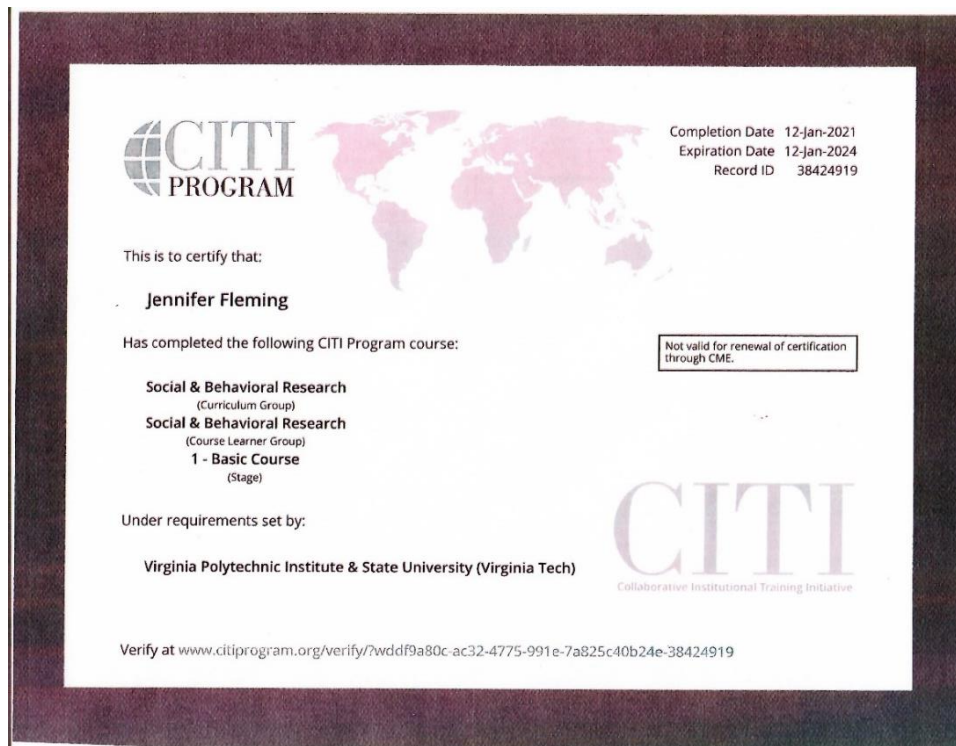 CITI
PROGRAM
Completion Date 12-Jan-2021
Expiration Date 12-Jan-2024
Record ID 38424919
This is to certify that:
Jennifer Fleming
Has completed the following CITI Program course:
Not valid for renewal of certification
through CME.
Social & Behavioral Research
(Curriculum Group)
Social & Behavioral Research
(Course Learner Group)
1 - Basic Course
(Stage)
Under requirements set by:
Virginia Polytechnic Institute & State University (Virginia Tech)
CITI
Collaborative Institutional Training Initiative
Verify at www.citiprogram.org/verify/?wddf9a80c-ac32-4775-991e-7a825c40b24e-38424919